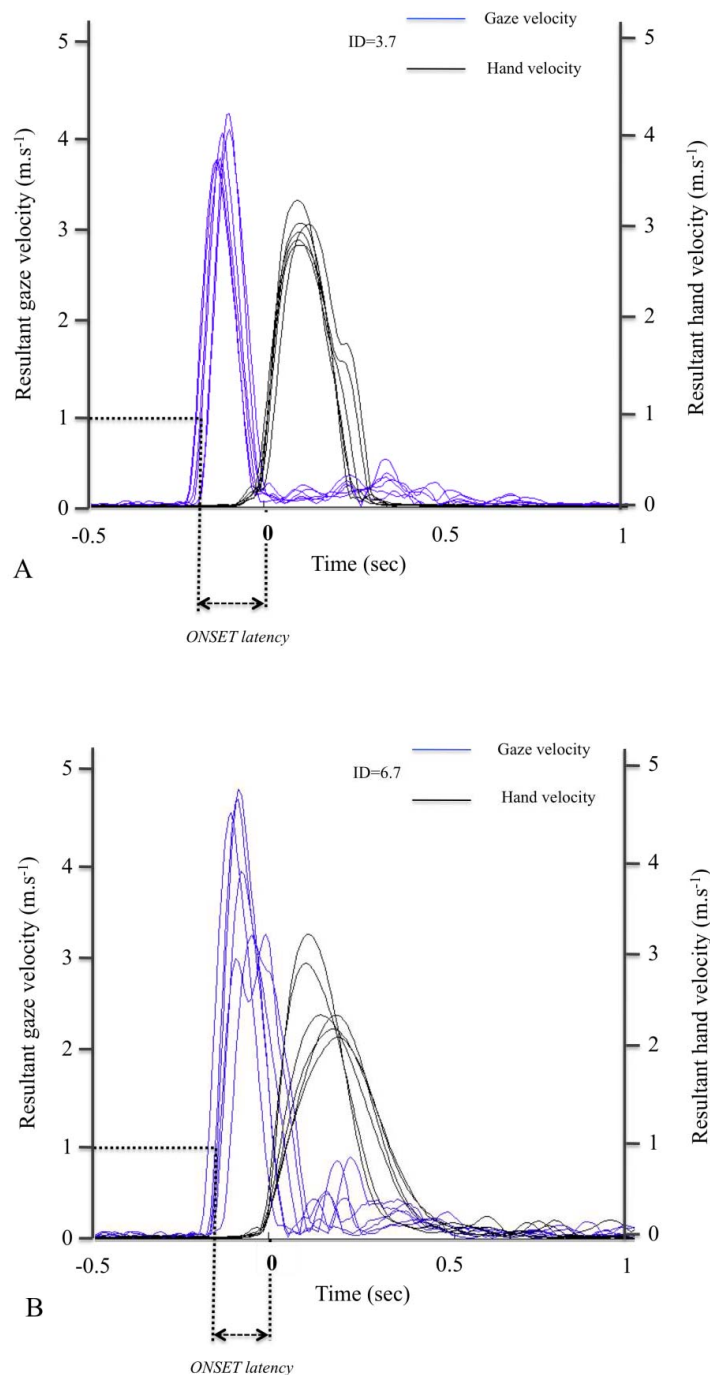 Gaze velocity
ID=3.7
Hand velocity
Resultant gaze velocity (m.s⁻¹)
5
4
3
2
1
0
Resultant hand velocity (m.s⁻¹)
5
4
3
2
1
0
-0.5
0
0.5
1
Time (sec)
A
ONSET latency
Gaze velocity
ID=6.7
Hand velocity
Resultant gaze velocity (m.s⁻¹)
5
4
3
2
1
0
Resultant hand velocity (m.s⁻¹)
5
4
3
2
1
0
-0.5
0
0.5
1
Time (sec)
B
ONSET latency